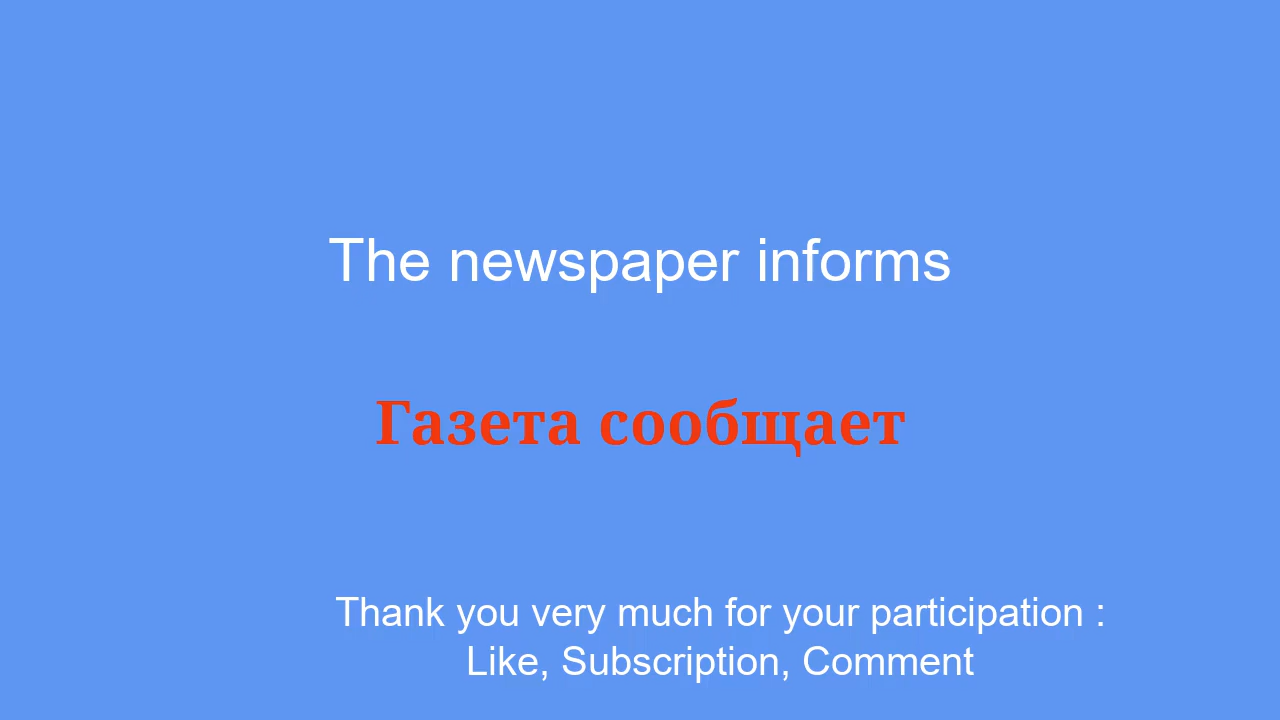 The newspaper informs
Газета сообщает
Thank you very much for your participation :
Like, Subscription, Comment